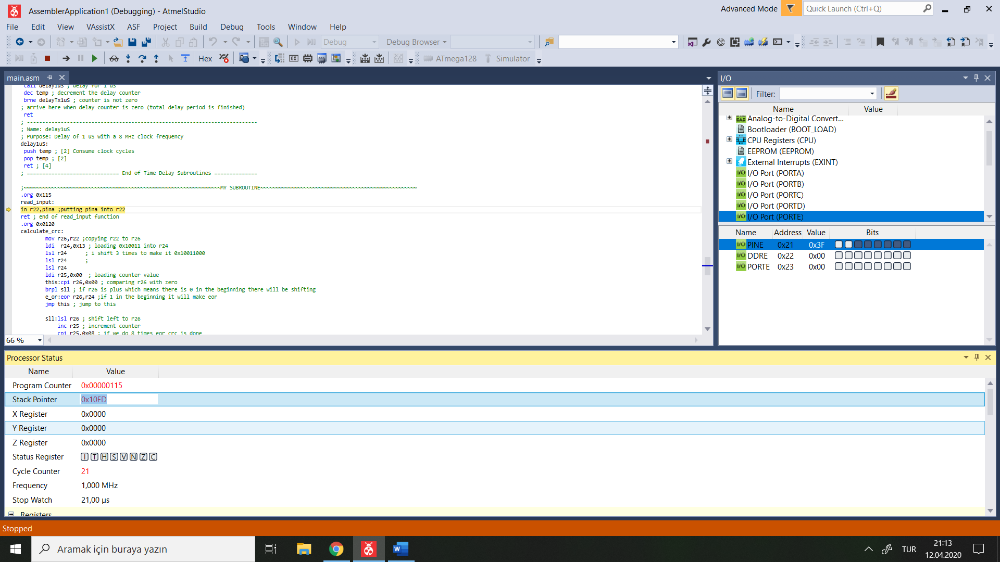 AssemblerApplication1 (Debugging) - AtmelStudio
Advanced Mode
Quick Launch (Ctrl+Q)
File Edit View VAssistX ASF Project Build Debug Tools Window Help
Debug
Debug Browser
Hex
ATmega128
Simulator
main.asm
call delay1uS ; delay for 1 uS
dec temp ; decrement the delay counter
brne delayTx1uS ; counter is not zero
; arrive here when delay counter is zero (total delay period is finished)
ret
; ---------------------------------------------------------------------------
; Name: delay1uS
; Purpose: Delay of 1 uS with a 8 MHz clock frequency
delay1uS:
push temp ; [2] Consume clock cycles
pop temp ; [2]
ret ; [4]
; ============================== End of Time Delay Subroutines ==============
;~~~~~~~~~~~~~~~~~~~~~~~~~~~~~~~~~~~~~~~~~~~~~~~~~~~~~~~~~~~~~~~~MY SUBROUTINE~~~~~~~~~~~~~~~~~~~~~~~~~~~~~~~~~~~~~~~~~~~~~~~~~~~
.org 0x115
read_input:
in r22,pina ;putting pina into r22
ret ; end of read_input function
.org 0x0120
calculate_crc:
mov r26,r22 ;copying r22 to r26
ldi  r24,0x13 ; loading 0x10011 into r24
lsl r24 ; i shift 3 times to make it 0x10011000
lsl r24 ;
lsl r24
ldi r25,0x00 ; loading counter value
this:cpi r26,0x00 ; comparing r26 with zero
brpl sll ; if r26 is plus which means there is 0 in the beginning there will be shifting
e_or:eor r26,r24 ;if 1 in the beginning it will make eor
jmp this ; jump to this
sll:lsl r26 ; shift left to r26
inc r25 ; increment counter
cpi r25,0x08 ; if we do 8 times eor crc is done
66 %
I/O
Filter:
Name Value
Analog-to-Digital Convert...
Bootloader (BOOT_LOAD)
CPU Registers (CPU)
EEPROM (EEPROM)
External Interrupts (EXINT)
I/O Port (PORTA)
I/O Port (PORTB)
I/O Port (PORTC)
I/O Port (PORTD)
I/O Port (PORTE)
Name Address Value Bits
PINE 0x21 0x3F
DDRE 0x22 0x00
PORTE 0x23 0x00
Processor Status
Name Value
Program Counter 0x00000115
Stack Pointer 0x10FD
X Register 0x0000
Y Register 0x0000
Z Register 0x0000
Status Register I T H S V N Z C
Cycle Counter 21
Frequency 1,000 MHz
Stop Watch 21,00 µs
Registers
Stopped
Aramak için buraya yazın
TUR
21:13
12.04.2020